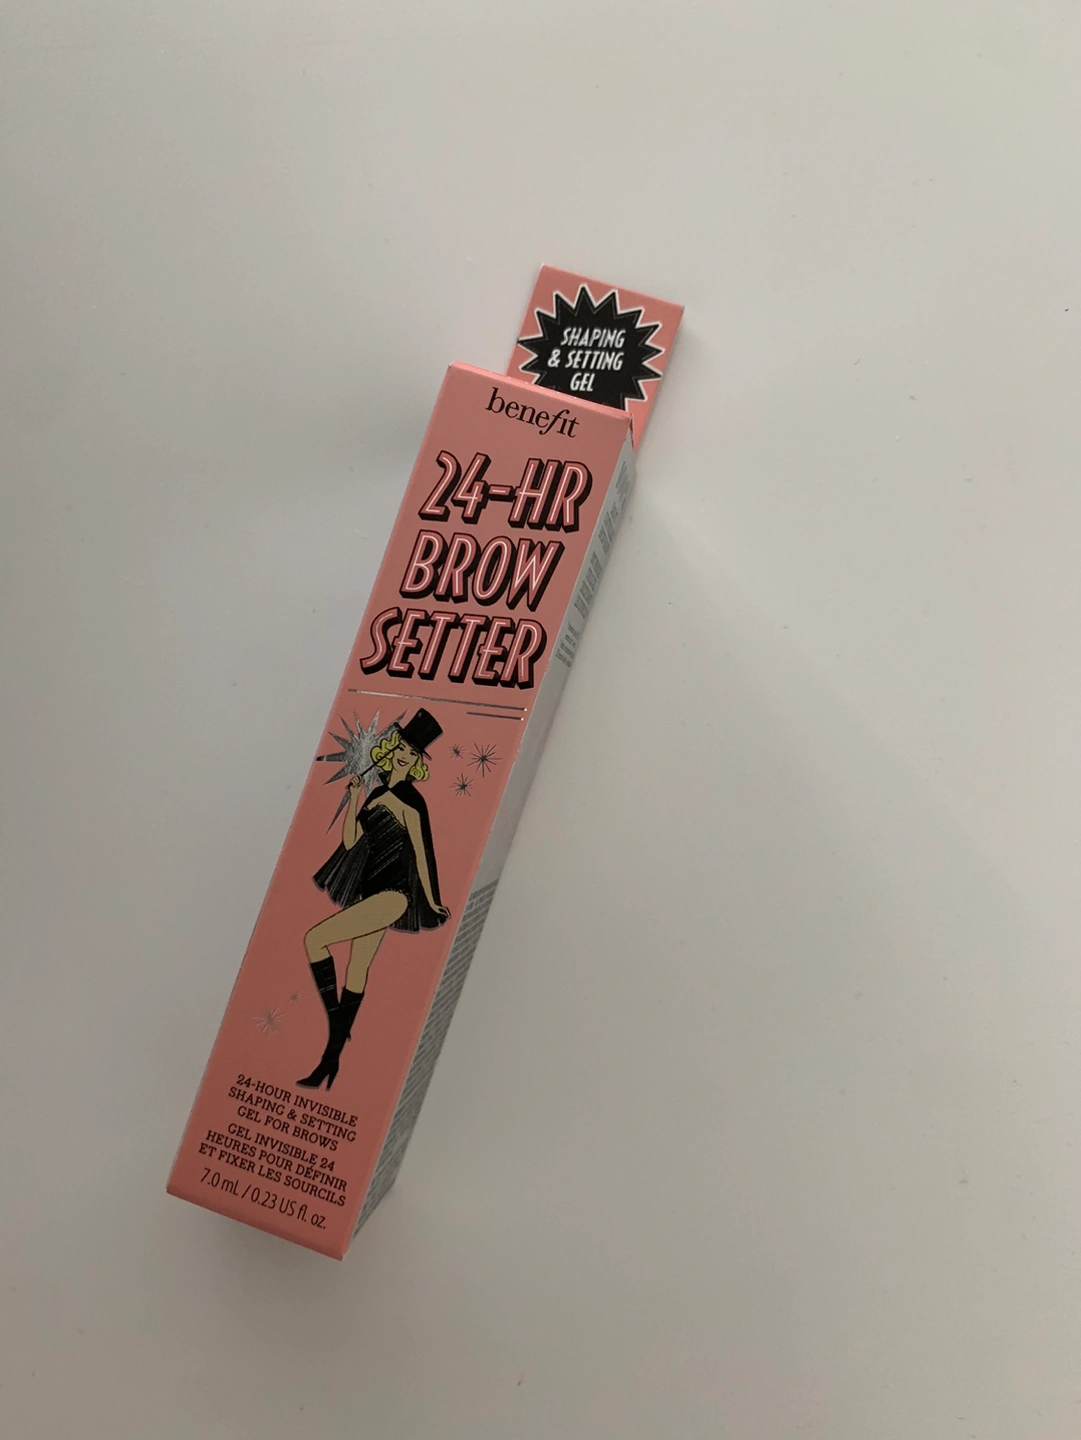 SHAPING
& SETTING
GEL
benefit
24-HR
BROW
SETTER
24-HOUR INVISIBLE
SHAPING & SETTING
GEL FOR BROWS
GEL INVISIBLE 24
HEURES POUR DÉFINIR
ET FIXER LES SOURCILS
7.0 mL / 0.23 US fl. oz.